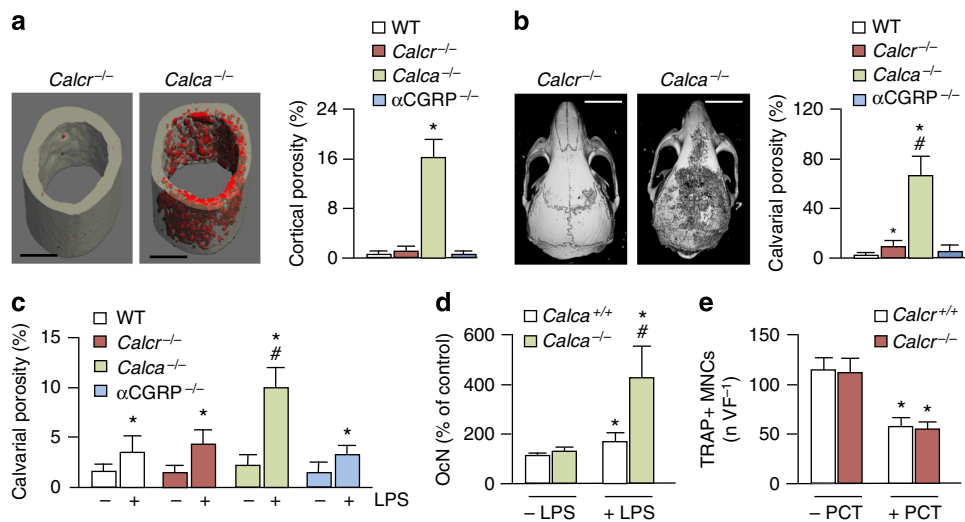 a
Calcr–/–
Calca–/–
WT
Calcr–/–
Calca–/–
αCGRP–/–
Cortical porosity (%)
24
16
8
0
*
b
Calcr–/–
Calca–/–
WT
Calcr–/–
Calca–/–
αCGRP–/–
Calvarial porosity (%)
120
80
40
0
*
*
#
c
WT
Calcr–/–
Calca–/–
αCGRP–/–
Calvarial porosity (%)
15
10
5
0
*
*
*
#
*
– + – + – + – + LPS
d
Calca+/+
Calca–/–
OcN (% of control)
600
400
200
0
*
*
#
– LPS + LPS
e
Calcr+/+
Calcr–/–
TRAP+ MNCs
(n VF–1)
150
100
50
0
* *
– PCT + PCT